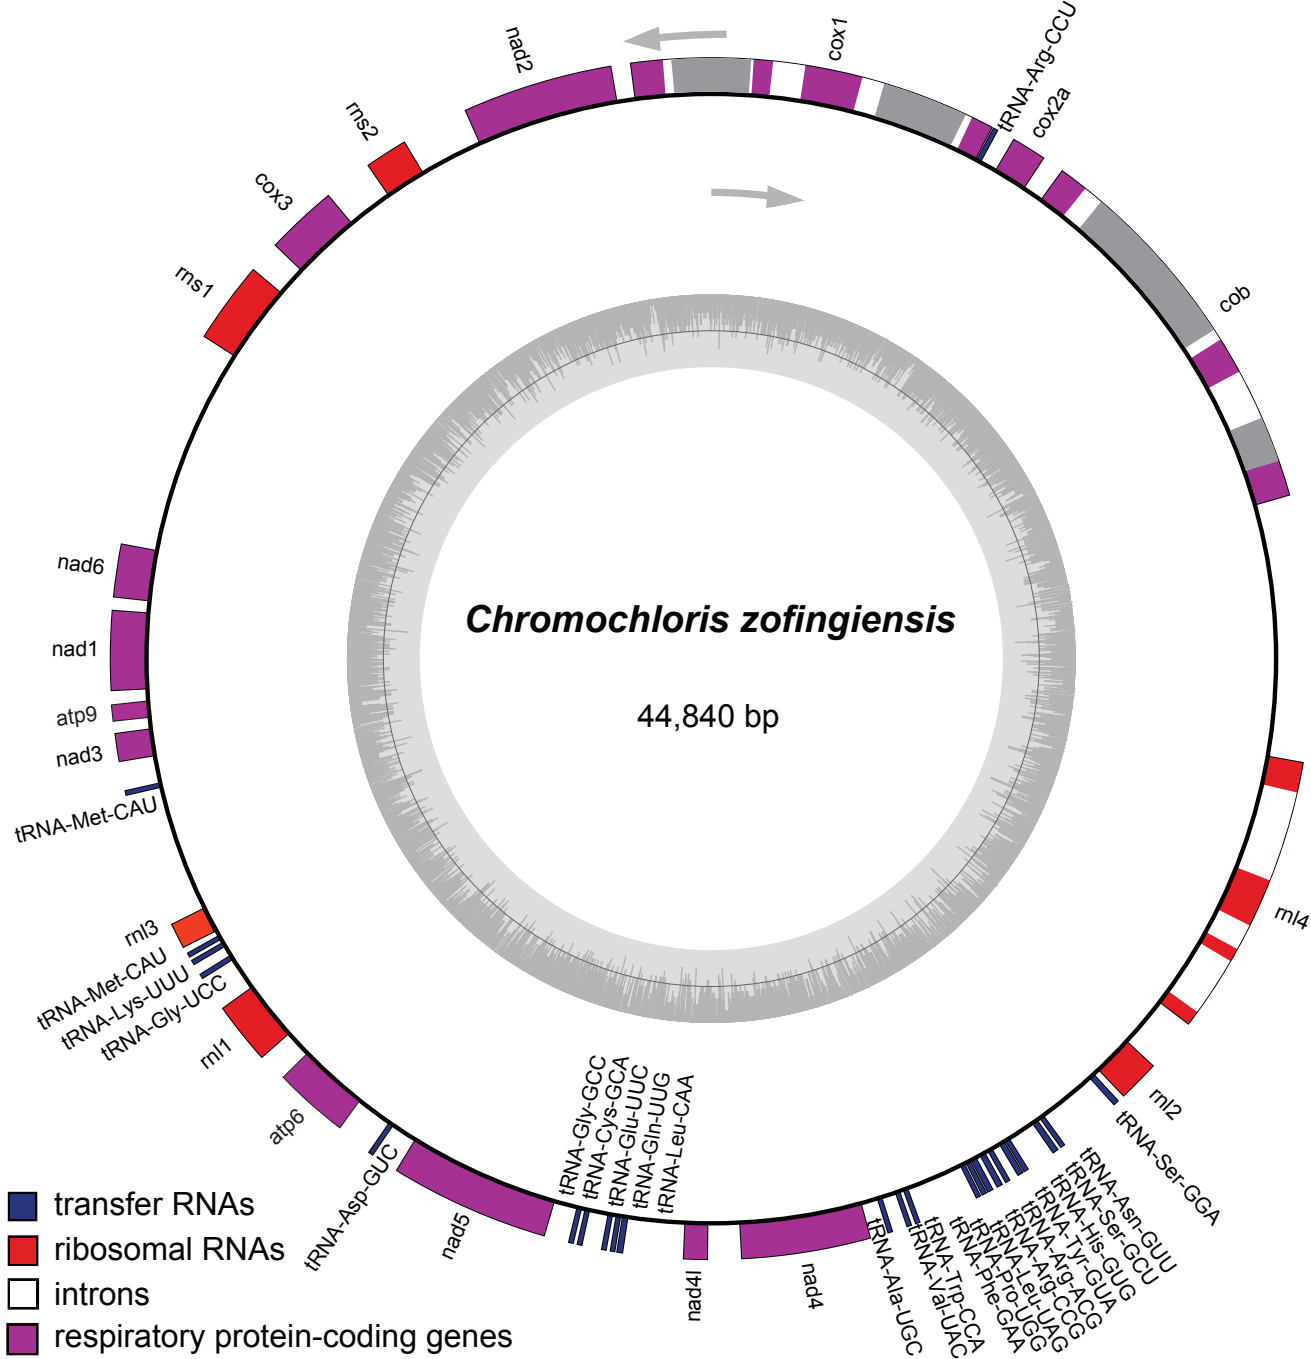 nad2
cox1
tRNA-Arg-CCU
cox2a
rns2
cox3
rns1
cob
nad6
nad1
atp9
nad3
tRNA-Met-CAU
Chromochloris zofingiensis
44,840 bp
rnl4
rnl3
tRNA-Met-CAU
tRNA-Lys-UUU
tRNA-Gly-UCC
rnl1
atp6
tRNA-Asp-GUC
nad5
tRNA-Gly-GCC
tRNA-Cys-GCA
tRNA-Glu-UUC
tRNA-Gln-UUG
tRNA-Leu-CAA
nad4l
nad4
tRNA-Ala-UGC
tRNA-Val-UAC
tRNA-Trp-CCA
tRNA-Phe-GAA
tRNA-Pro-UGG
tRNA-Leu-UAG
tRNA-Arg-CCG
tRNA-Arg-ACG
tRNA-Tyr-GUA
tRNA-His-GUG
tRNA-Ser-GCU
tRNA-Asn-GUU
tRNA-Ser-GGA
rnl2
transfer RNAs
ribosomal RNAs
introns
respiratory protein-coding genes